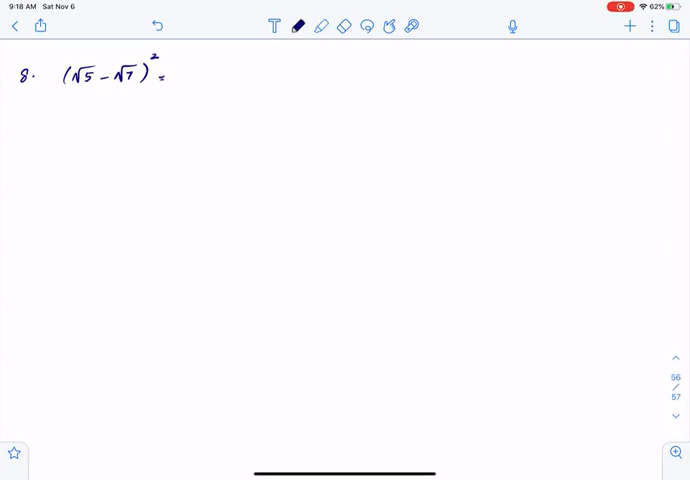 9:18 AM Sat Nov 6 62%
T
8. (√5 − √7)² =
56
/
57